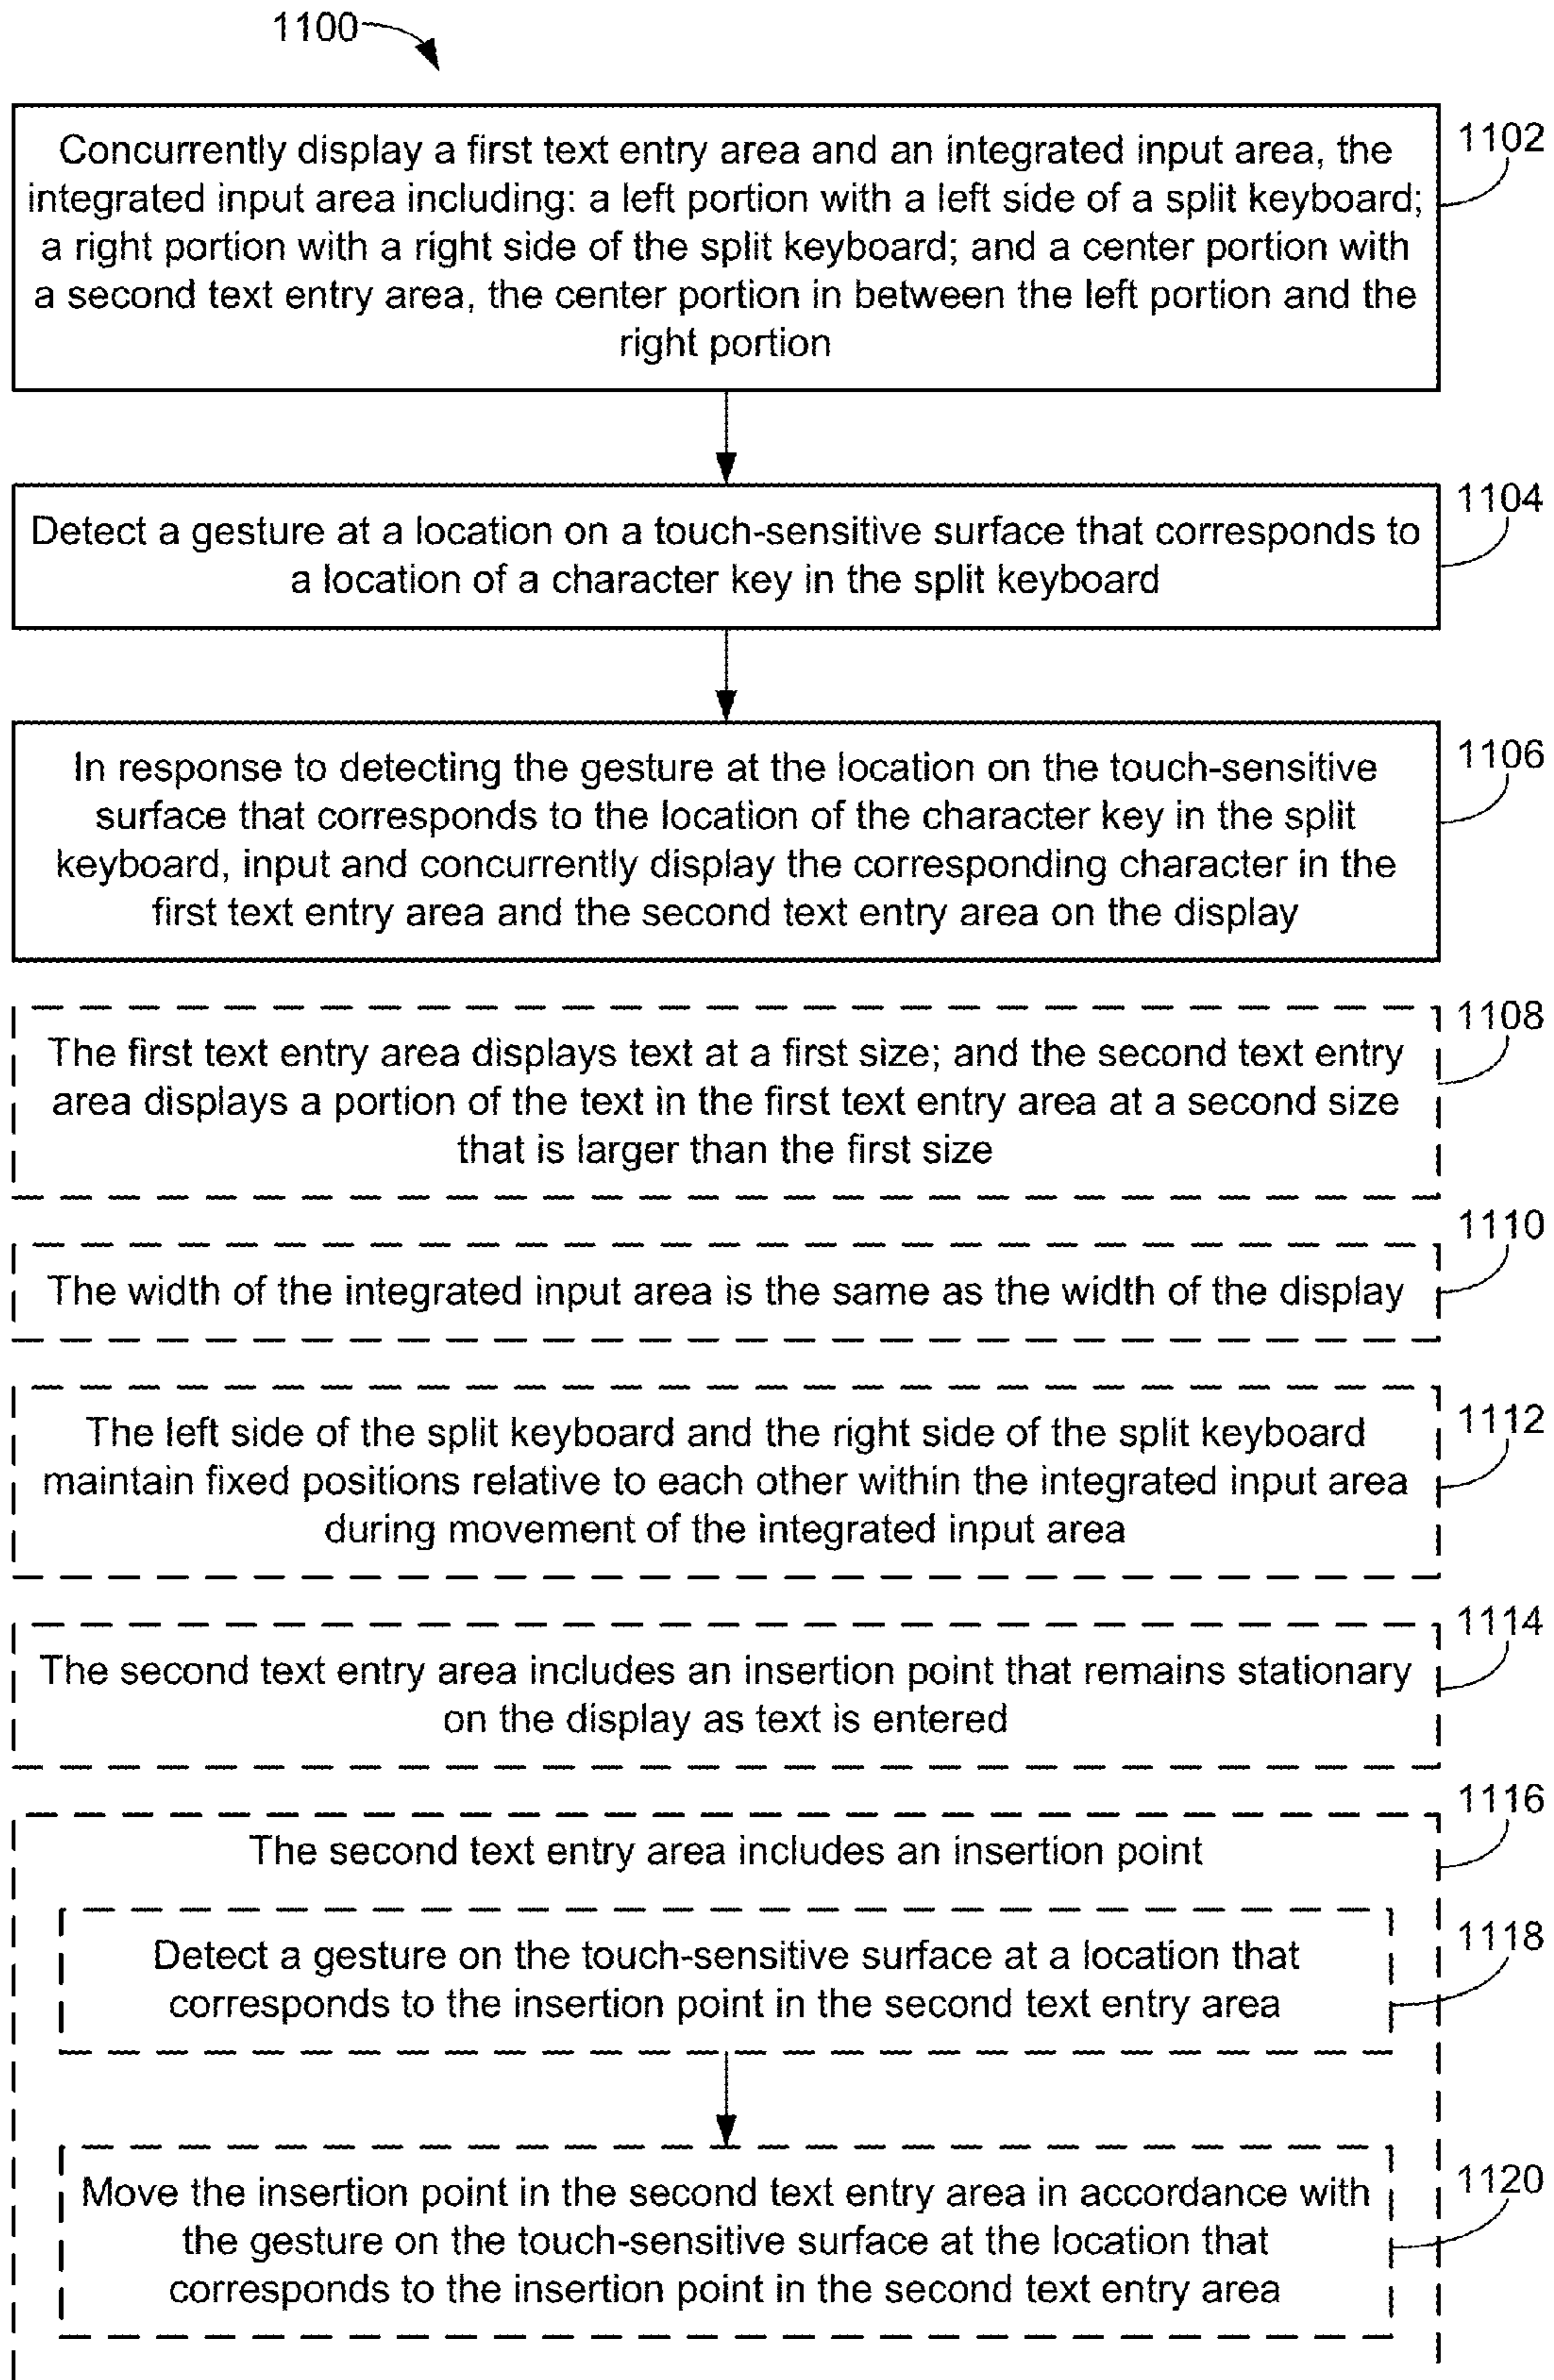 1100
Concurrently display a first text entry area and an integrated input area, the
integrated input area including: a left portion with a left side of a split keyboard;
a right portion with a right side of the split keyboard; and a center portion with
a second text entry area, the center portion in between the left portion and the
right portion
1102
Detect a gesture at a location on a touch-sensitive surface that corresponds to
a location of a character key in the split keyboard
1104
In response to detecting the gesture at the location on the touch-sensitive
surface that corresponds to the location of the character key in the split
keyboard, input and concurrently display the corresponding character in the
first text entry area and the second text entry area on the display
1106
The first text entry area displays text at a first size; and the second text entry
area displays a portion of the text in the first text entry area at a second size
that is larger than the first size
1108
The width of the integrated input area is the same as the width of the display
1110
The left side of the split keyboard and the right side of the split keyboard
maintain fixed positions relative to each other within the integrated input area
during movement of the integrated input area
1112
The second text entry area includes an insertion point that remains stationary
on the display as text is entered
1114
The second text entry area includes an insertion point
1116
Detect a gesture on the touch-sensitive surface at a location that
corresponds to the insertion point in the second text entry area
1118
Move the insertion point in the second text entry area in accordance with
the gesture on the touch-sensitive surface at the location that
corresponds to the insertion point in the second text entry area
1120